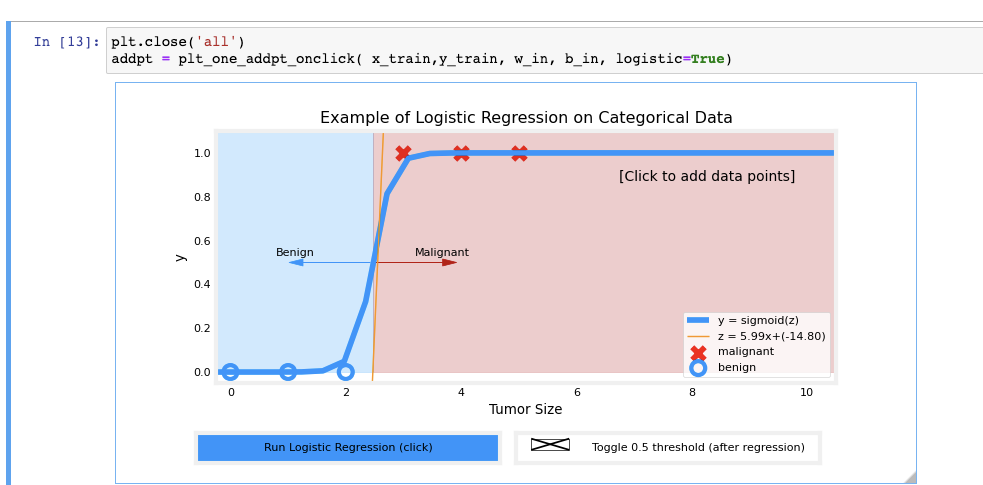 In [13]: plt.close('all')
addpt = plt_one_addpt_onclick( x_train,y_train, w_in, b_in, logistic=True)
Example of Logistic Regression on Categorical Data
1.0
[Click to add data points]
0.8
0.6
Benign Malignant
y
0.4
y = sigmoid(z)
0.2
z = 5.99x+(-14.80)
malignant
benign
0.0
0 2 4 6 8 10
Tumor Size
Run Logistic Regression (click) Toggle 0.5 threshold (after regression)